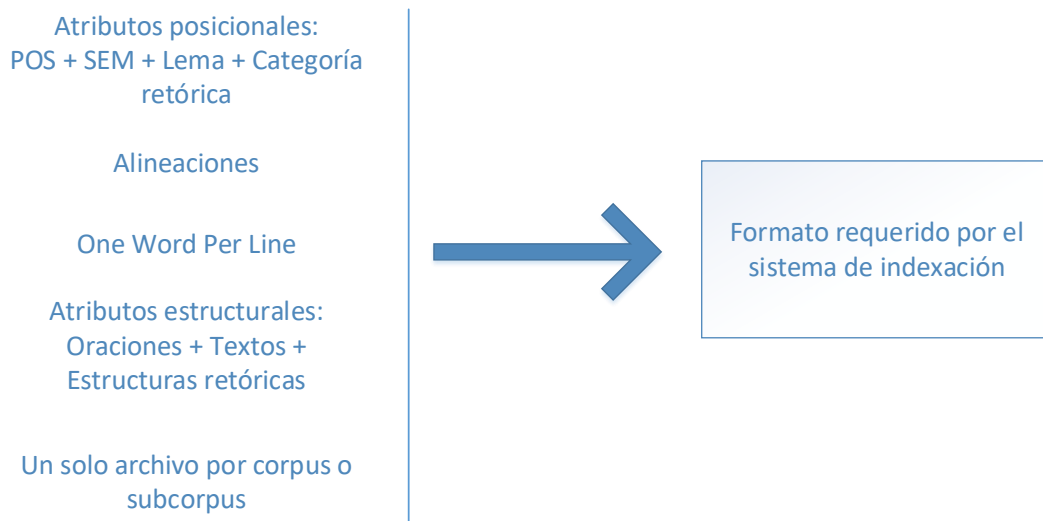 Atributos posicionales:
POS + SEM + Lema + Categoría
retórica
Alineaciones
One Word Per Line
Atributos estructurales:
Oraciones + Textos +
Estructuras retóricas
Un solo archivo por corpus o
subcorpus
Formato requerido por el
sistema de indexación